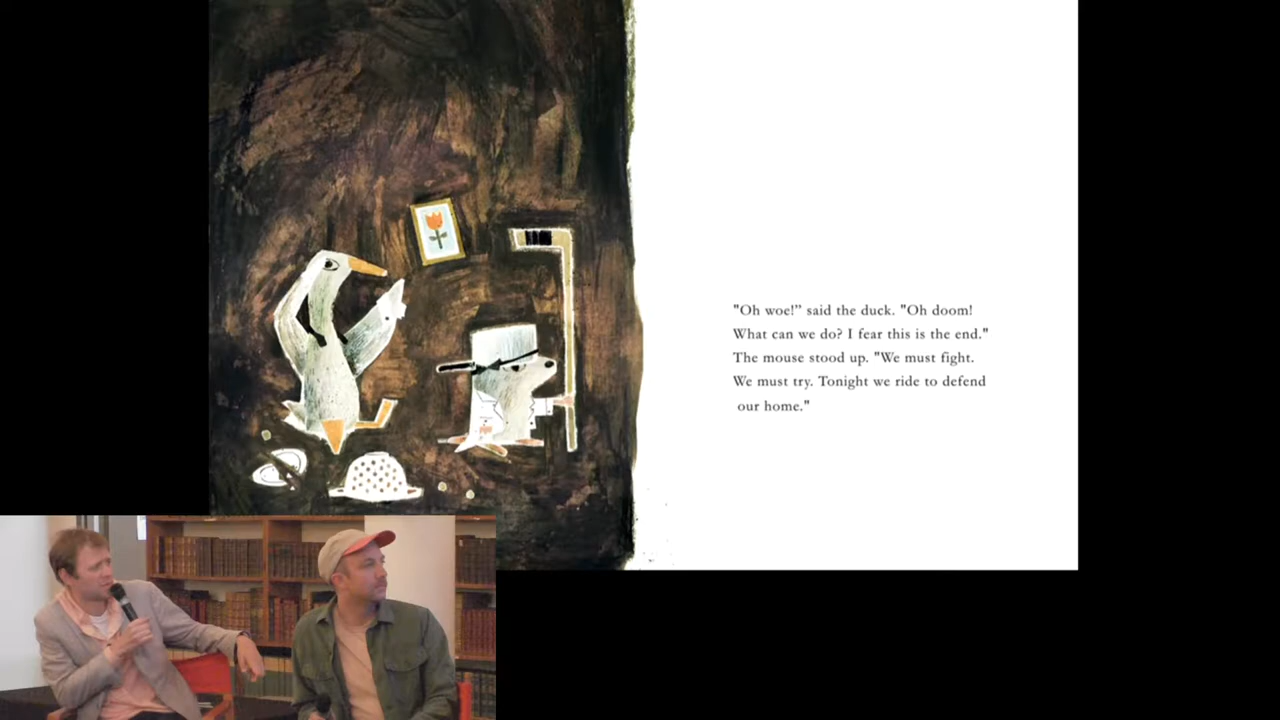 "Oh woe!” said the duck. "Oh doom!
What can we do? I fear this is the end."
The mouse stood up. "We must fight.
We must try. Tonight we ride to defend
our home."